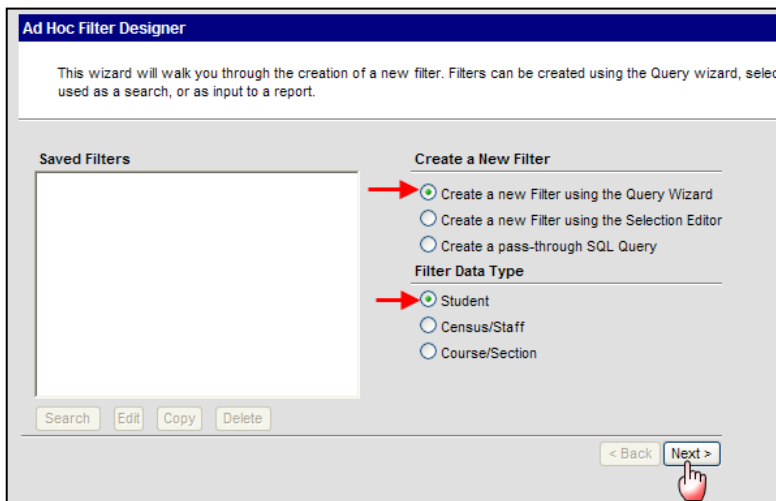 Ad Hoc Filter Designer
This wizard will walk you through the creation of a new filter. Filters can be created using the Query wizard,
used as a search, or as input to a report.
Saved Filters
Create a New Filter
Create a new Filter using the Query Wizard
Create a new Filter using the Selection Editor
Create a pass-through SQL Query
Filter Data Type
Student
Census/Staff
Course/Section
Search Edit Copy Delete
< Back Next >